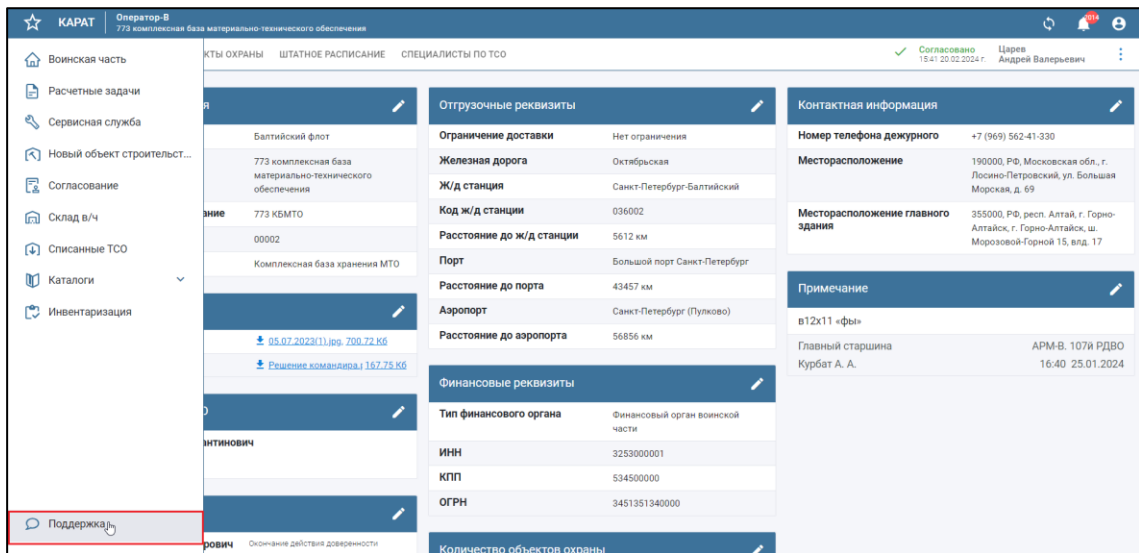 КАРАТ
Оператор-В
773 комплексная база материально-технического обеспечения
2014
Воинская часть
Расчетные задачи
Сервисная служба
Новый объект строительст...
Согласование
Склад в/ч
Списанные ТСО
Каталоги
Инвентаризация
Поддержка
КТЫ ОХРАНЫ ШТАТНОЕ РАСПИСАНИЕ СПЕЦИАЛИСТЫ ПО ТСО
Согласовано
15:41 20.02.2024 г.
Царев
Андрей Валерьевич
я
Балтийский флот
773 комплексная база
материально-технического
обеспечения
ание 773 КБМТО
00002
Комплексная база хранения МТО
05.07.2023(1).jpg, 700.72 Кб
Решение командира.р 167.75 Кб
О
антинович
рович Окончание действия доверенности
Отгрузочные реквизиты
Ограничение доставки Нет ограничения
Железная дорога Октябрьская
Ж/д станция Санкт-Петербург-Балтийский
Код ж/д станции 036002
Расстояние до ж/д станции 5612 км
Порт Большой порт Санкт-Петербург
Расстояние до порта 43457 км
Аэропорт Санкт-Петербург (Пулково)
Расстояние до аэропорта 56856 км
Финансовые реквизиты
Тип финансового органа Финансовый орган воинской
части
ИНН 3253000001
КПП 534500000
ОГРН 3451351340000
Количество объектов охраны
Контактная информация
Номер телефона дежурного +7 (969) 562-41-330
Месторасположение 190000, РФ, Московская обл., г.
Лосино-Петровский, ул. Большая
Морская, д. 69
Месторасположение главного
здания
355000, РФ, респ. Алтай, г. Горно-
Алтайск, г. Горно-Алтайск, ш.
Морозовой-Горной 15, влд. 17
Примечание
в12х11 «фы»
Главный старшина АРМ-В. 107й РДВО
Курбат А. А. 16:40 25.01.2024